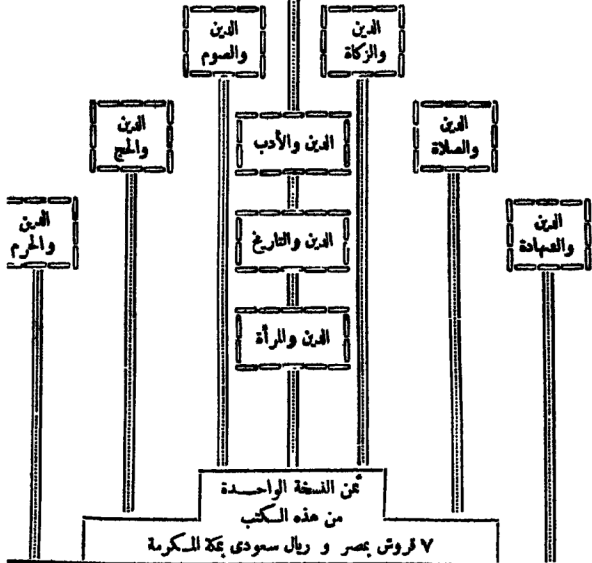 الدين
والزكاة
الدين
والصوم
الدين
والصلاة
الدين والأدب
الدين
والحج
الدين
والشهادة
الدين والتاريخ
الدين
والحرم
الدين والمرأة
ثمن النسخة الواحدة
من هذه الكتب
٧ قروش بمصر و ريال سعودى بمكة المكرمة